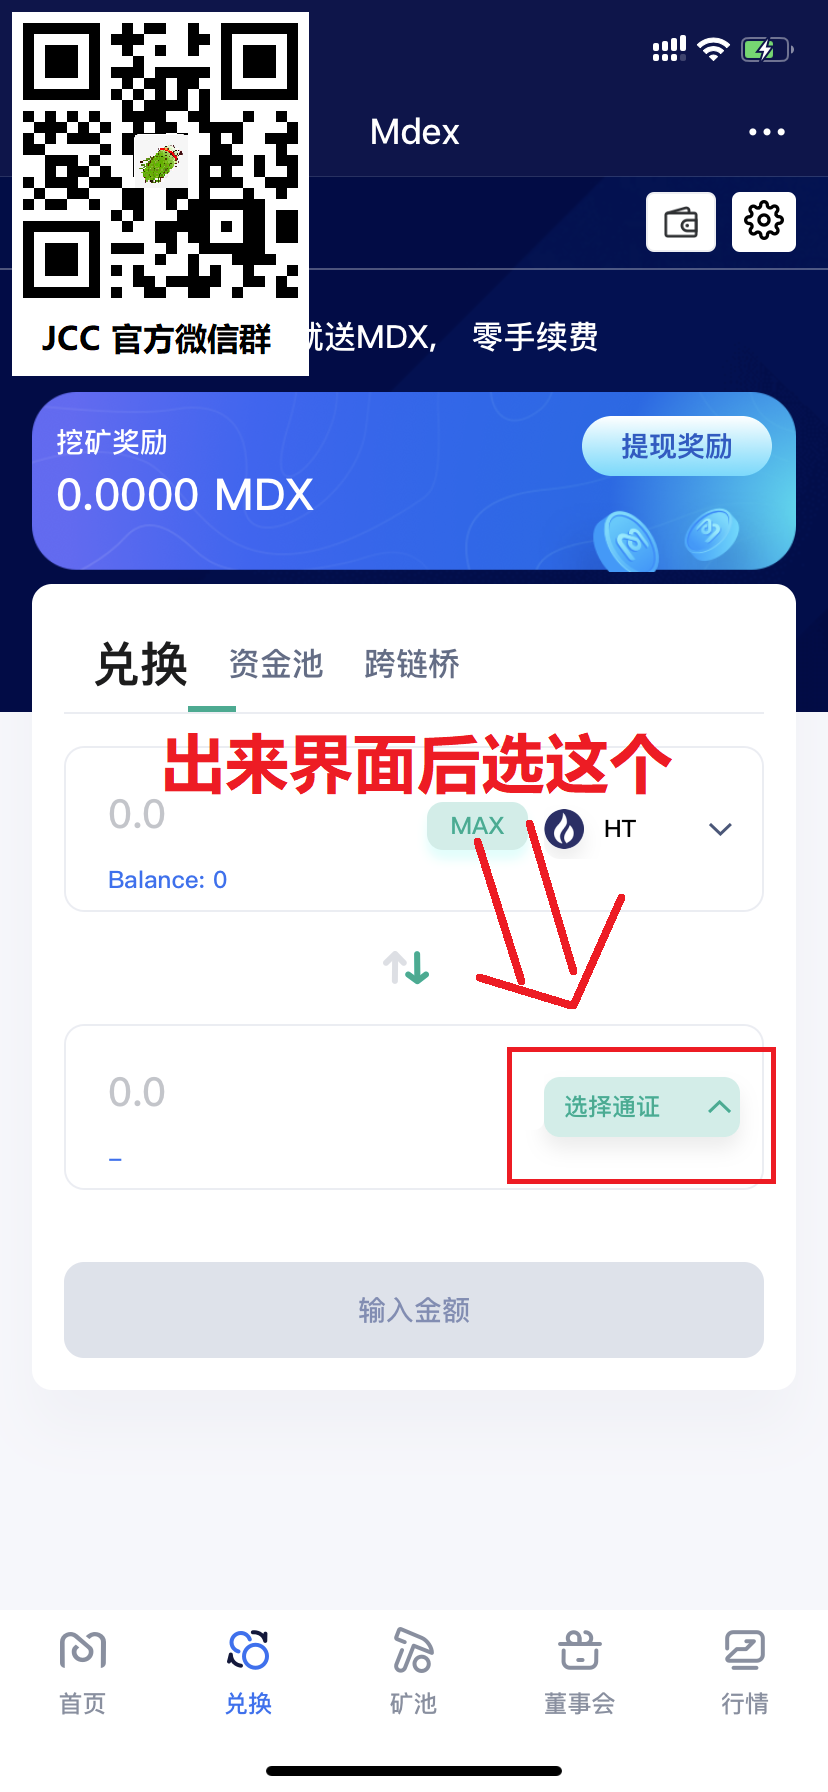 Mdex
JCC 官方微信群
送MDX, 零手续费
挖矿奖励
提现奖励
0.0000 MDX
兑换 资金池 跨链桥
出来界面后选这个
0.0
MAX
HT
Balance: 0
0.0
选择通证
-
输入金额
首页 兑换 矿池 董事会 行情